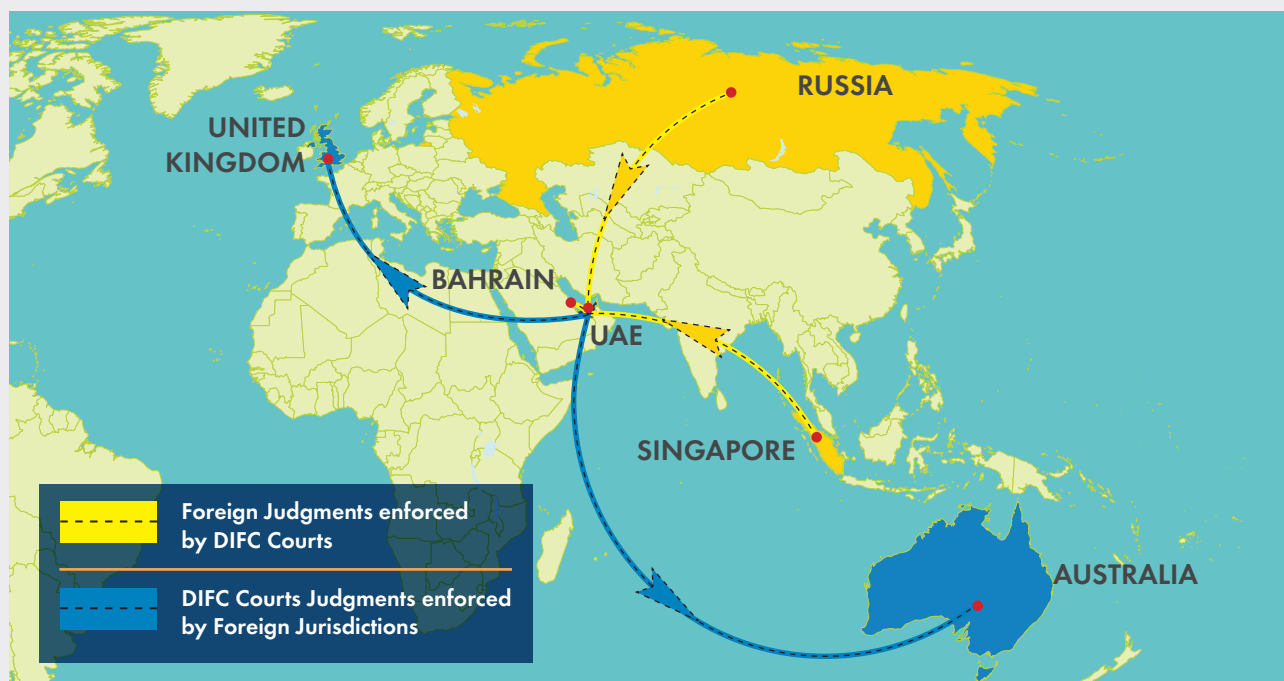 RUSSIA
UNITED
KINGDOM
BAHRAIN
UAE
SINGAPORE
AUSTRALIA
Foreign Judgments enforced
by DIFC Courts
DIFC Courts Judgments enforced
by Foreign Jurisdictions